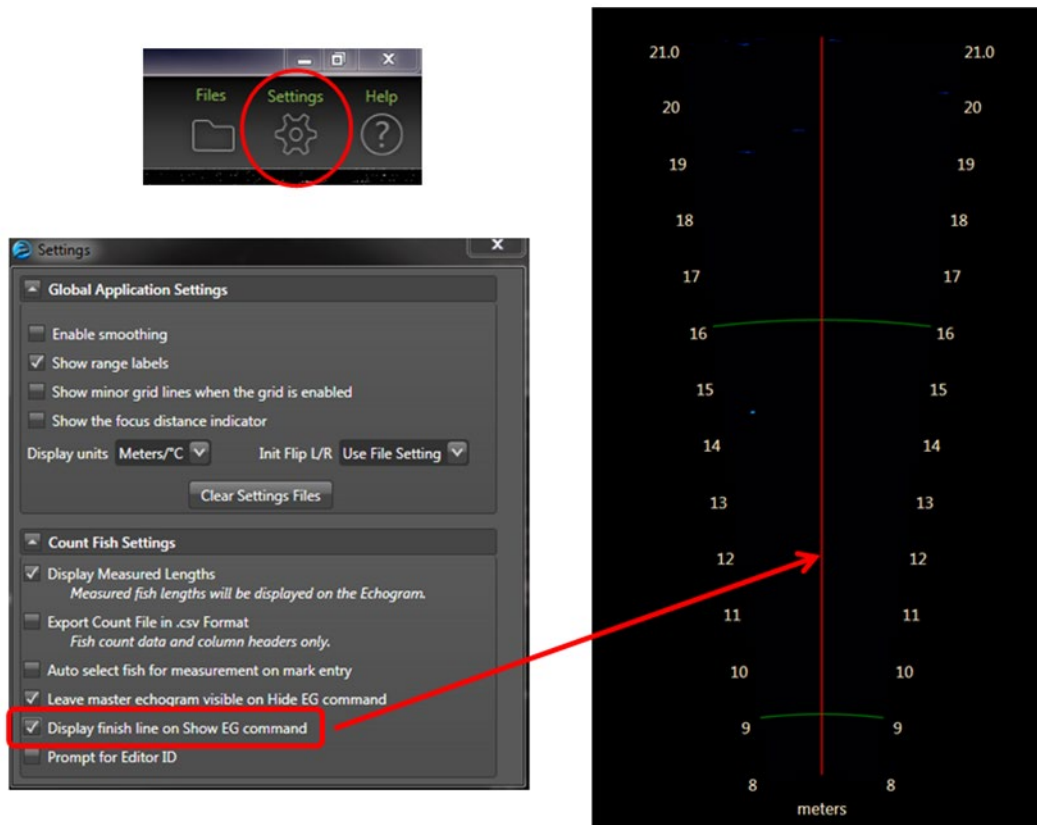 Files Settings Help
Settings
Global Application Settings
Enable smoothing
Show range labels
Show minor grid lines when the grid is enabled
Show the focus distance indicator
Display units Meters/°C Init Flip L/R Use File Setting
Clear Settings Files
Count Fish Settings
Display Measured Lengths
Measured fish lengths will be displayed on the Echogram.
Export Count File in .csv Format
Fish count data and column headers only.
Auto select fish for measurement on mark entry
Leave master echogram visible on Hide EG command
Display finish line on Show EG command
Prompt for Editor ID
21.0 21.0
20 20
19 19
18 18
17 17
16 16
15 15
14 14
13 13
12 12
11 11
10 10
9 9
8 8
meters